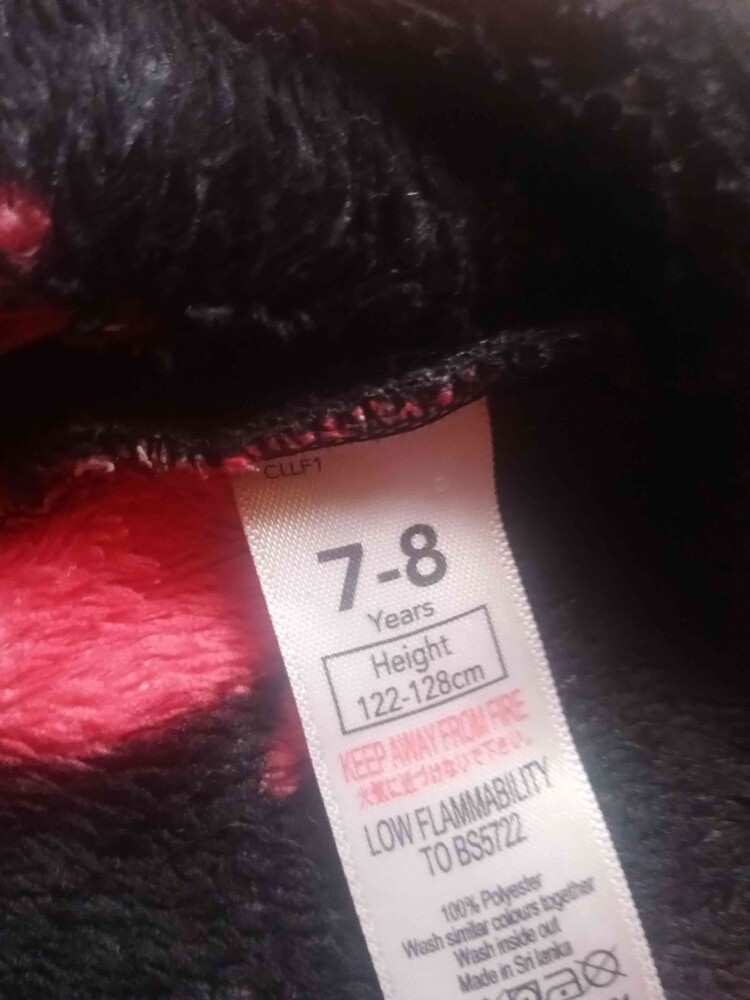 CLLF1
7-8
Years
Height
122-128cm
KEEP AWAY FROM FIRE
火気に近づけないで下さい。
LOW FLAMMABILITY
TO BS5722
100% Polyester
Wash similar colours together
Wash inside out
Made in Sri lanka